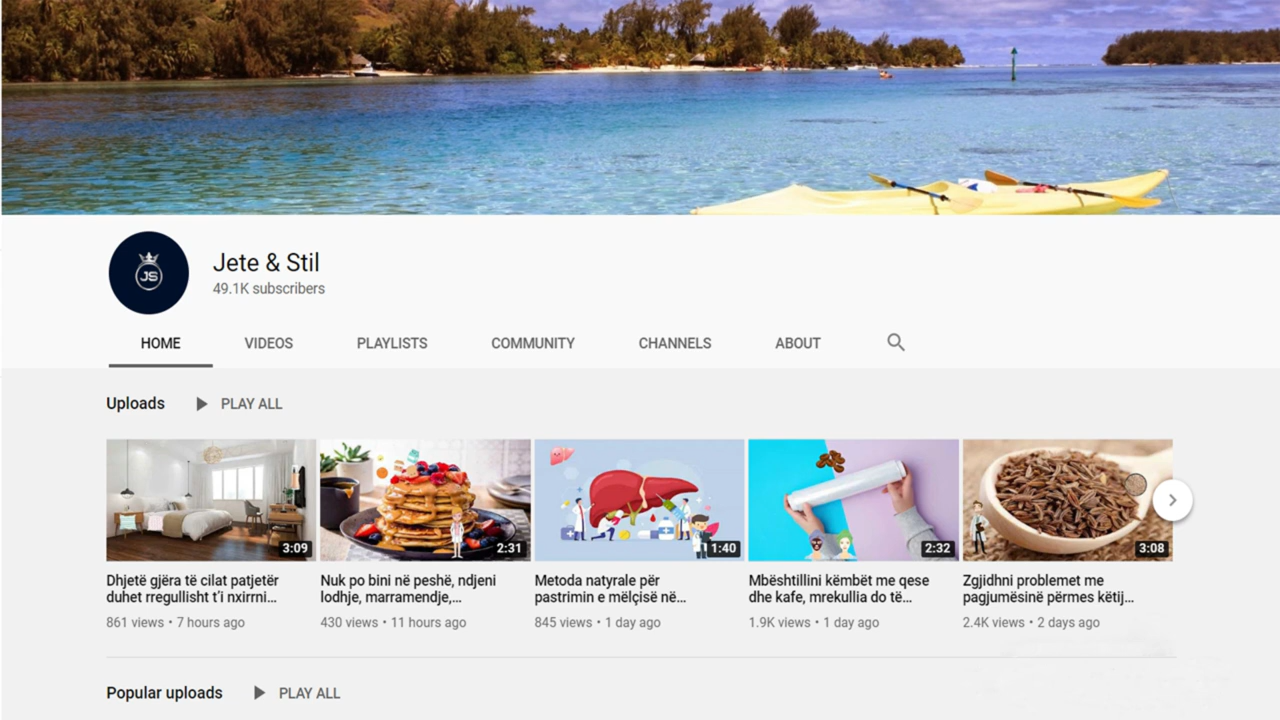 JS
Jete & Stil
49.1K subscribers
HOME VIDEOS PLAYLISTS COMMUNITY CHANNELS ABOUT
Uploads PLAY ALL
3:09 2:31 1:40 2:32 3:08
Dhjetë gjëra të cilat patjetër
duhet rregullisht t'i nxirrni...
861 views • 7 hours ago
Nuk po bini në peshë, ndjeni
lodhje, marramendje,...
430 views • 11 hours ago
Metoda natyrale për
pastrimin e mëlçisë në...
845 views • 1 day ago
Mbështillini këmbët me qese
dhe kafe, mrekullia do të...
1.9K views • 1 day ago
Zgjidhni problemet me
pagjumësinë përmes këtij...
2.4K views • 2 days ago
Popular uploads PLAY ALL